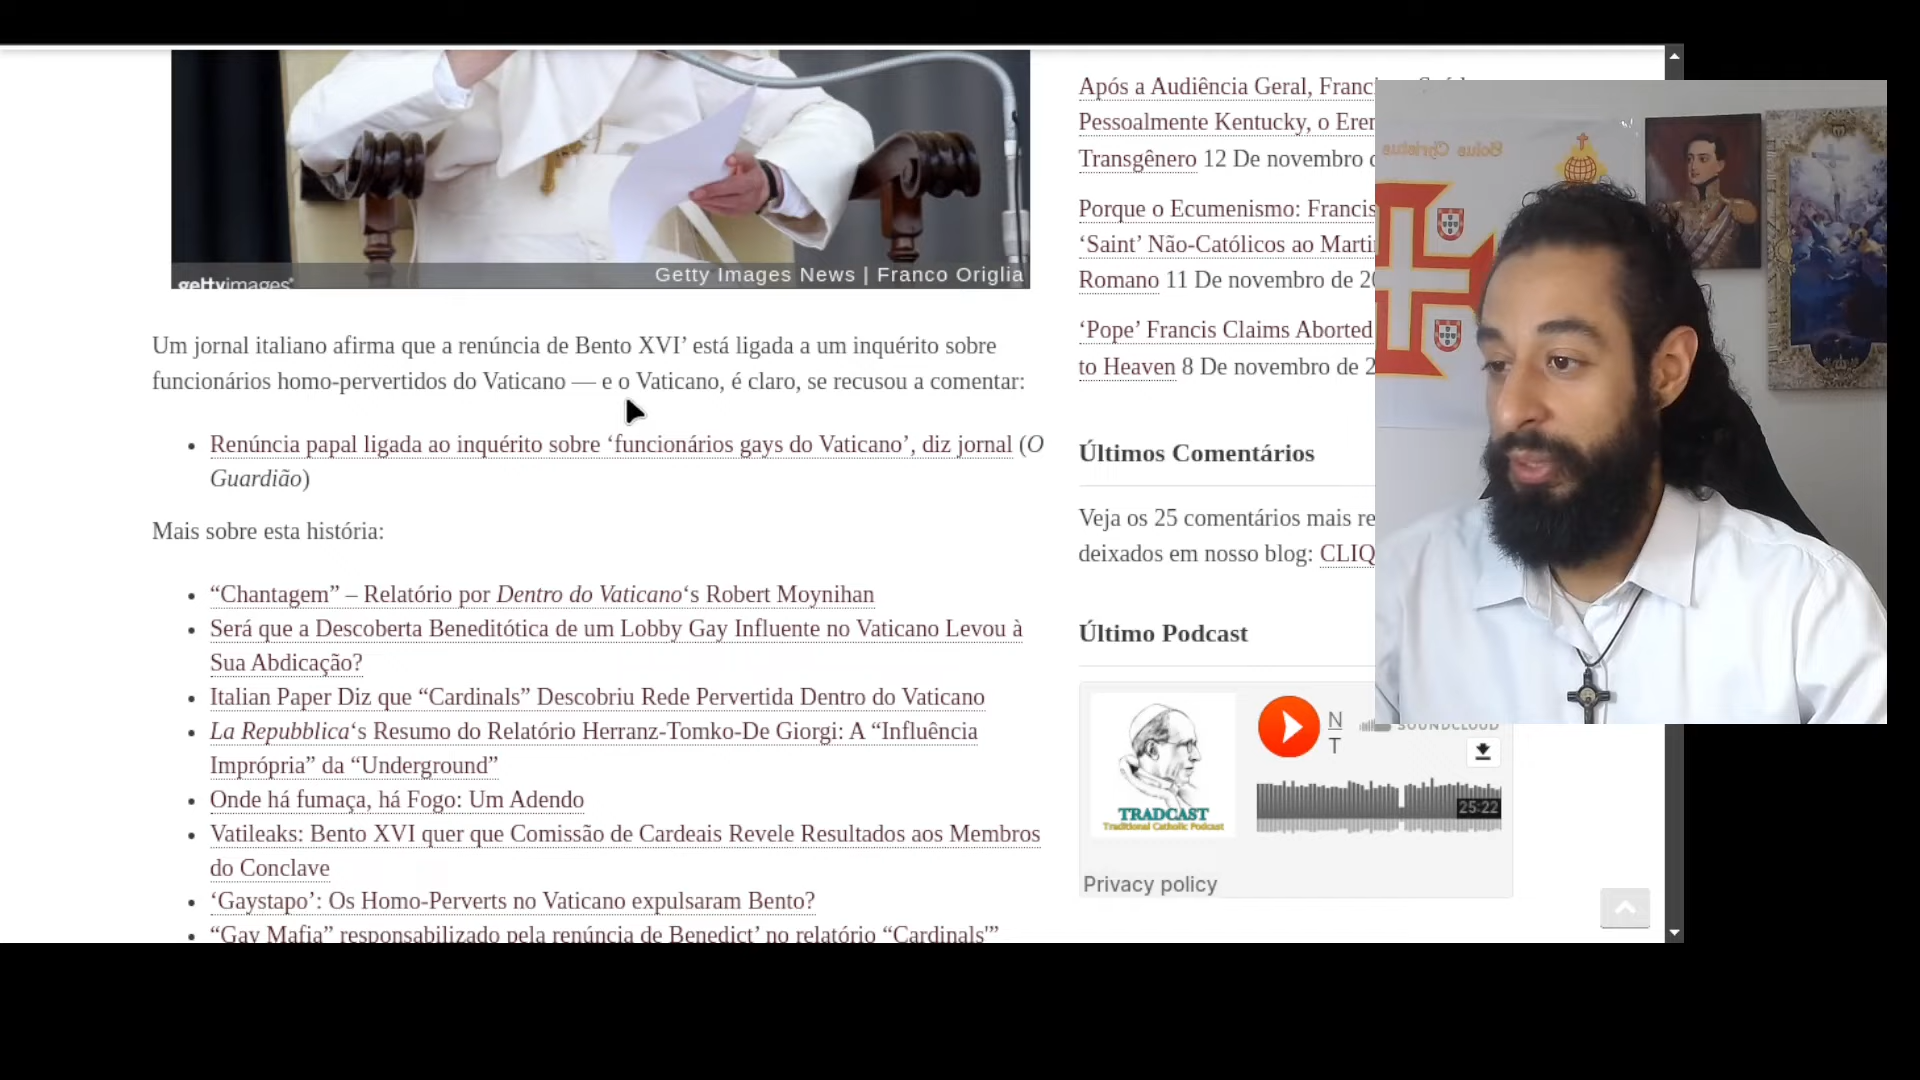 Getty Images News | Franco Origlia
gettyimages
Um jornal italiano afirma que a renúncia de Bento XVI’ está ligada a um inquérito sobre
funcionários homo-pervertidos do Vaticano — e o Vaticano, é claro, se recusou a comentar:
• Renúncia papal ligada ao inquérito sobre ‘funcionários gays do Vaticano’, diz jornal (O
Guardião)
Mais sobre esta história:
• “Chantagem” – Relatório por Dentro do Vaticano‘s Robert Moynihan
• Será que a Descoberta Beneditótica de um Lobby Gay Influente no Vaticano Levou à
Sua Abdicação?
• Italian Paper Diz que “Cardinals” Descobriu Rede Pervertida Dentro do Vaticano
• La Repubblica‘s Resumo do Relatório Herranz-Tomko-De Giorgi: A “Influência
Imprópria” da “Underground”
• Onde há fumaça, há Fogo: Um Adendo
• Vatileaks: Bento XVI quer que Comissão de Cardeais Revele Resultados aos Membros
do Conclave
• ‘Gaystapo’: Os Homo-Perverts no Vaticano expulsaram Bento?
• “Gay Mafia” responsabilizado pela renúncia de Benedict’ no relatório “Cardinals'”
Após a Audiência Geral,
Pessoalmente Kentucky, o
Transgênero 12 De novembro
Porque o Ecumenismo:
‘Saint’ Não-Católicos ao
Romano 11 De novembro de
‘Pope’ Francis Claims Aborted
to Heaven 8 De novembro de
Últimos Comentários
Veja os 25 comentários mais
deixados em nosso blog:
Último Podcast
TRADCAST
Traditional Catholic Podcast
N
T
SOUNDCLOUD
25:22
Privacy policy
Solus Christus